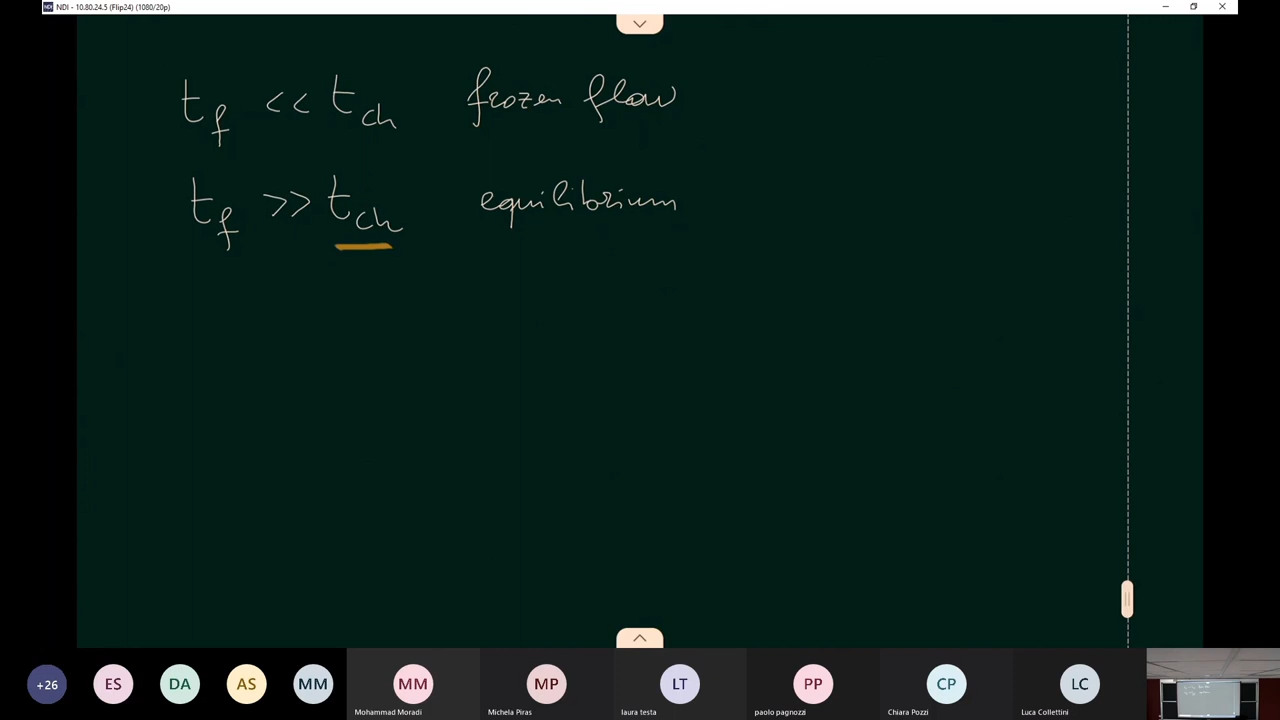 NDI - 10.80.24.5 (Flip24) (1080/20p)
t_f << t_ch frozen flow
t_f >> t_ch equilibrium
+26
ES
DA
AS
MM
MM
Mohammad Moradi
MP
Michela Piras
LT
laura testa
PP
paolo pagnozzi
CP
Chiara Pozzi
LC
Luca Collettini